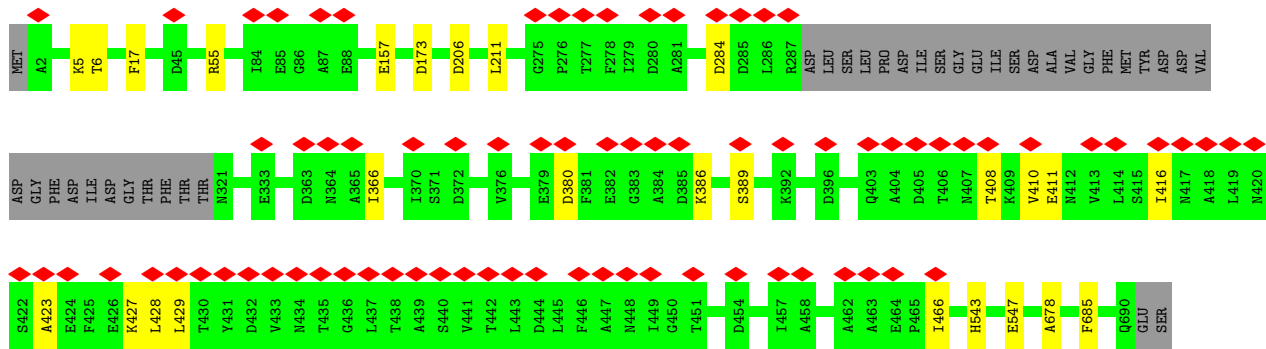 MET A2 K5 T6 F17 D45 R55 I84 E85 G86 A87 E88 E157 D173 D206 L211 G275 P276 T277 F278 I279 D280 A281 D284 D285 L286 R287 ASP LEU SER LEU PRO ASP ILE SER GLY GLU ILE SER ASP ALA VAL GLY PHE MET TYR ASP ASP VAL
ASP GLY PHE ASP ILE ASP GLY THR PHE THR THR N321 E333 D363 N364 A365 I366 I370 S371 D372 V376 E379 D380 F381 E382 G383 A384 D385 K386 S389 K392 D396 Q403 A404 D405 T406 N407 T408 K409 V410 E411 N412 V413 L414 S415 I416 N417 A418 L419 N420
S422 A423 E424 F425 E426 K427 L428 L429 T430 Y431 D432 V433 N434 T435 G436 L437 T438 A439 S440 V441 T442 L443 D444 L445 F446 A447 N448 I449 G450 T451 D454 I457 A458 A462 A463 E464 P465 I466 H543 E547 A678 F685 Q690 GLU SER